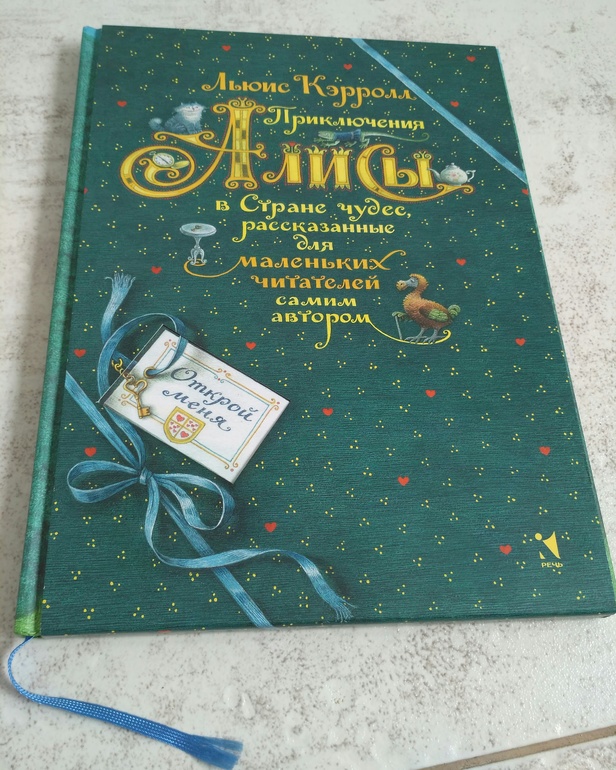 Льюис Кэрролл
Приключения
Алисы
в Стране чудес,
рассказанные
для
маленьких
читателей
самим
автором
Открой
меня
РЕЧЬ